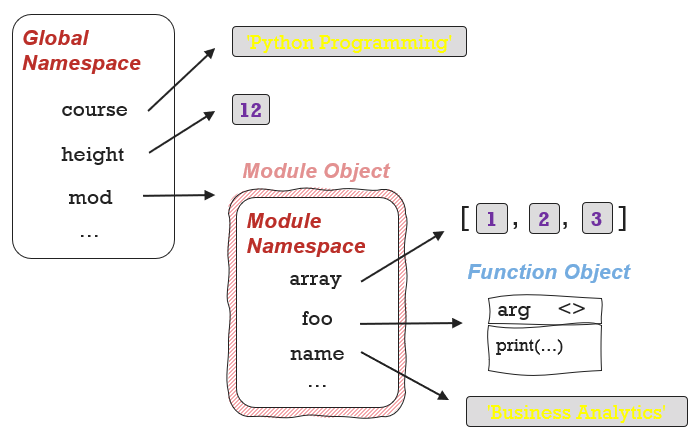 Global
Namespace
course
height
mod
...
'Python Programming'
12
Module Object
Module
Namespace
array
foo
name
...
[ 1 , 2 , 3 ]
Function Object
arg <>
print(...)
'Business Analytics'